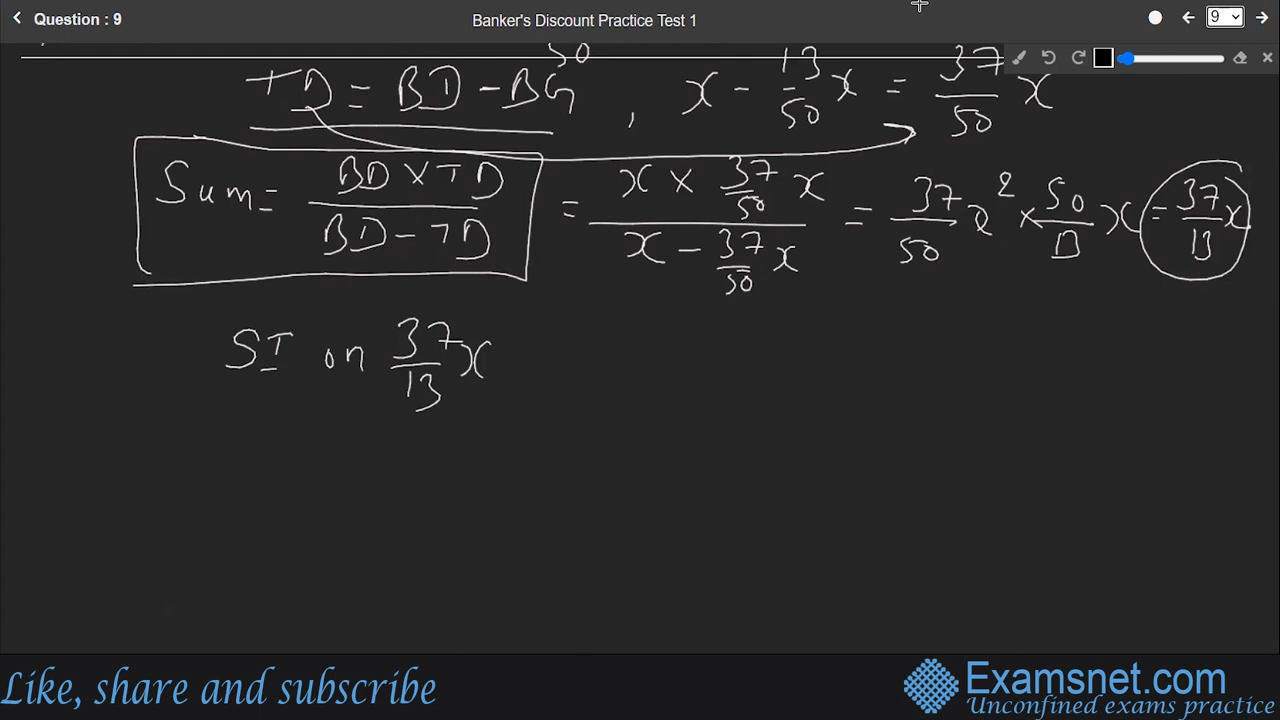 Question : 9
Banker's Discount Practice Test 1
9
50
TD = BD - BG , x - 13/50 x = 37/50 x
Sum = BD × TD / BD - TD = x × 37/50 x / x - 37/50 x = 37/50 x² × 50/13 x = 37/13 x
SI on 37/13 x
Like, share and subscribe
Examsnet.com
Unconfined exams practice